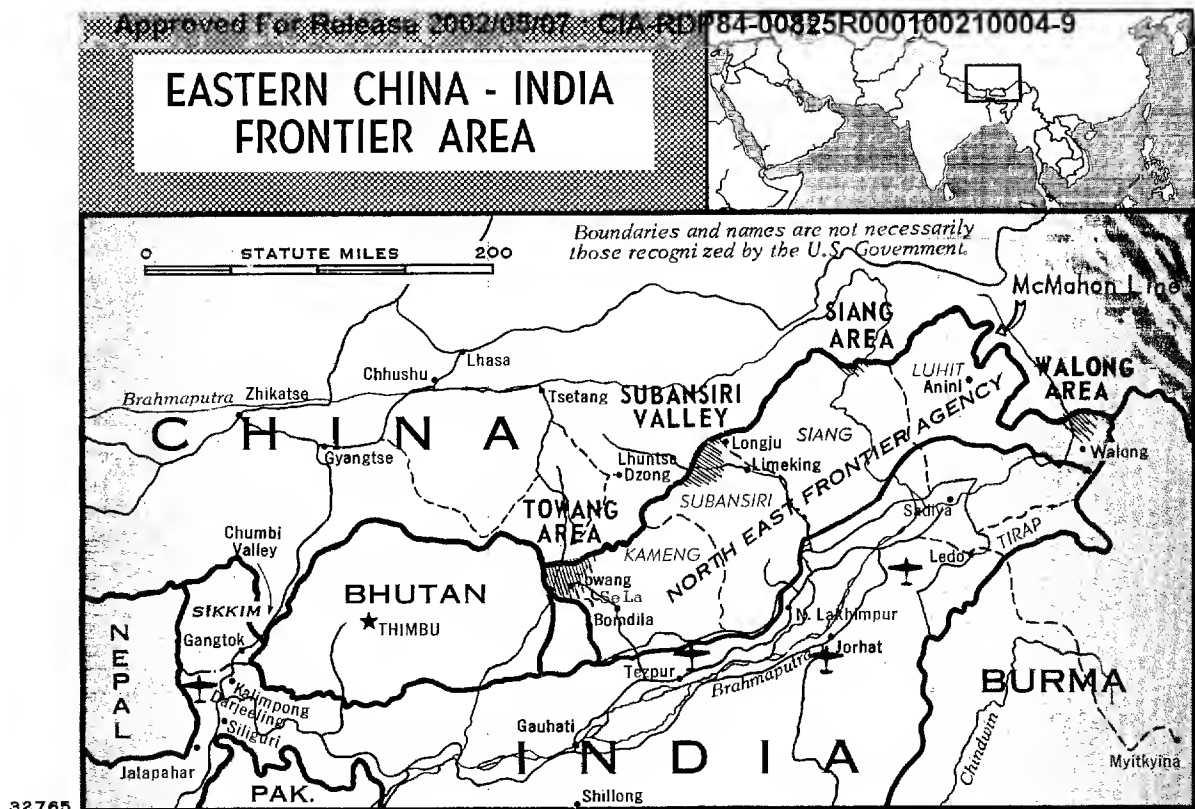 Approved For Release 2002/05/07 : CIA-RDP84-00825R000100210004-9
EASTERN CHINA - INDIA
FRONTIER AREA
0 STATUTE MILES 200
Boundaries and names are not necessarily
those recognized by the U.S. Government.
McMahon Line
SIANG
AREA
Lhasa
Chhushu
LUHIT
Anini
WALONG
AREA
Brahmaputra
Zhikatse
Tsetang
SUBANSIRI
VALLEY
CHINA
Gyangtse
Longju
SIANG
Limeking
Walong
Lhuntse
Dzong
SUBANSIRI
NORTH EAST FRONTIER AGENCY
Sadiya
TOWANG
AREA
Chumbi
Valley
KAMENG
TIRAP
Ledo
BHUTAN
THIMBU
Towang
Se La
Bomdila
SIKKIM
Gangtok
N. Lakhimpur
Jorhat
NEPAL
Tezpur
Brahmaputra
BURMA
Kalimpong
Darjeeling
Siliguri
Gauhati
INDIA
Chindwin
Myitkyina
Jalapahar
PAK.
Shillong
32765